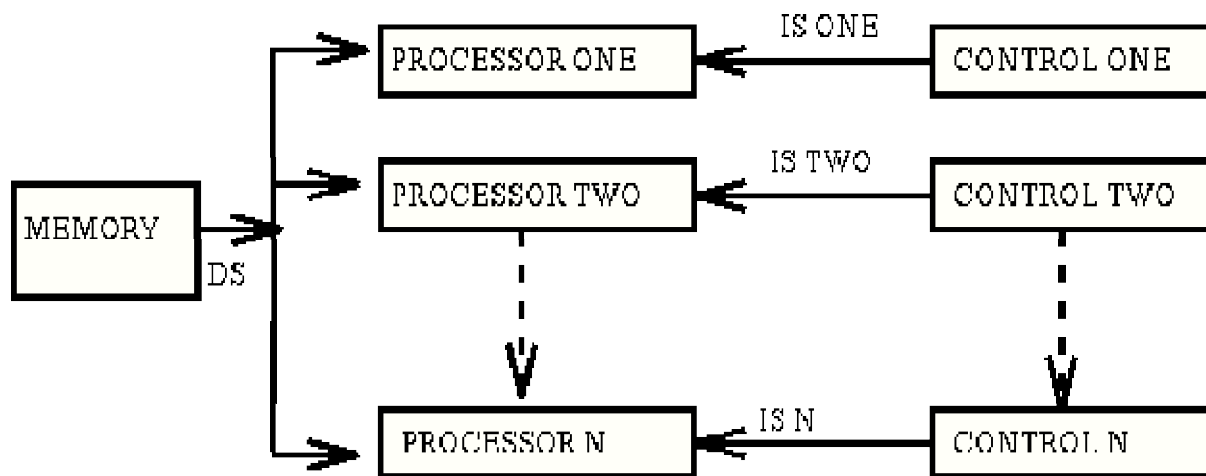 IS ONE
PROCESSOR ONE
CONTROL ONE
IS TWO
PROCESSOR TWO
CONTROL TWO
MEMORY
DS
IS N
PROCESSOR N
CONTROL N